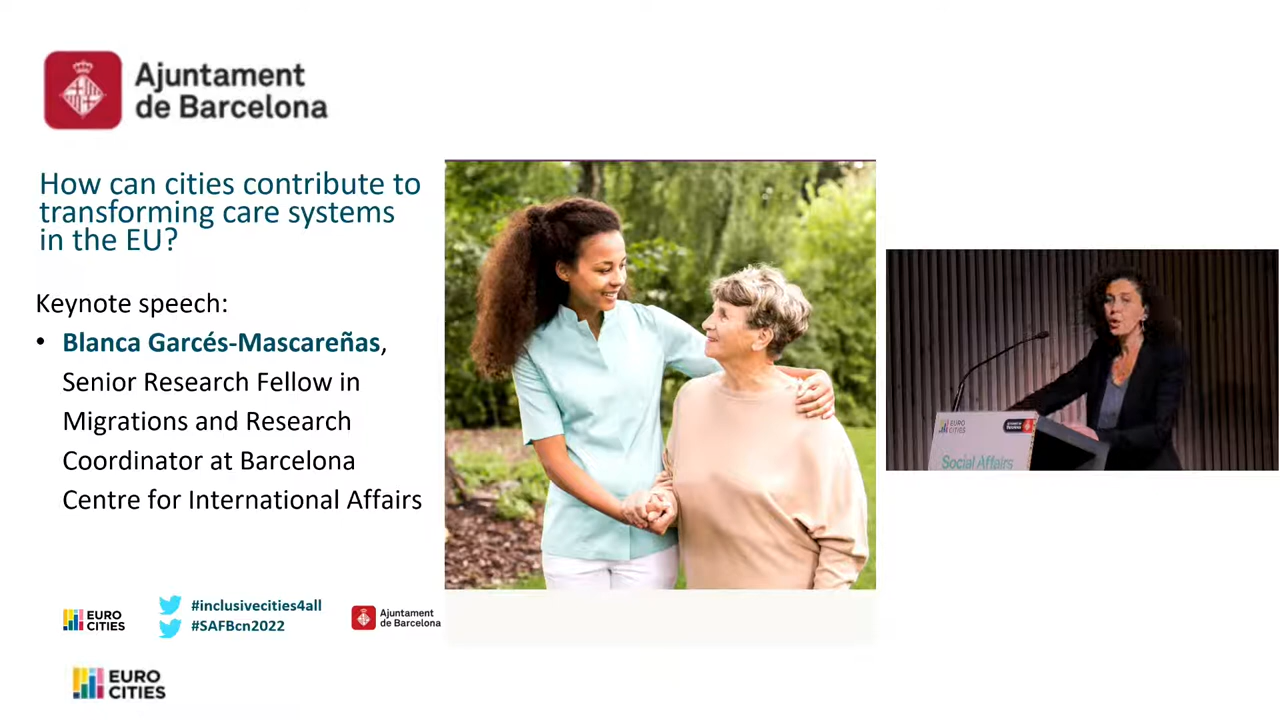 Ajuntament
de Barcelona
How can cities contribute to
transforming care systems
in the EU?
Keynote speech:
• Blanca Garcés-Mascareñas,
Senior Research Fellow in
Migrations and Research
Coordinator at Barcelona
Centre for International Affairs
EURO
CITIES
Social Affairs
EURO
CITIES
#inclusivecities4all
#SAFBcn2022
Ajuntament
de Barcelona
EURO
CITIES